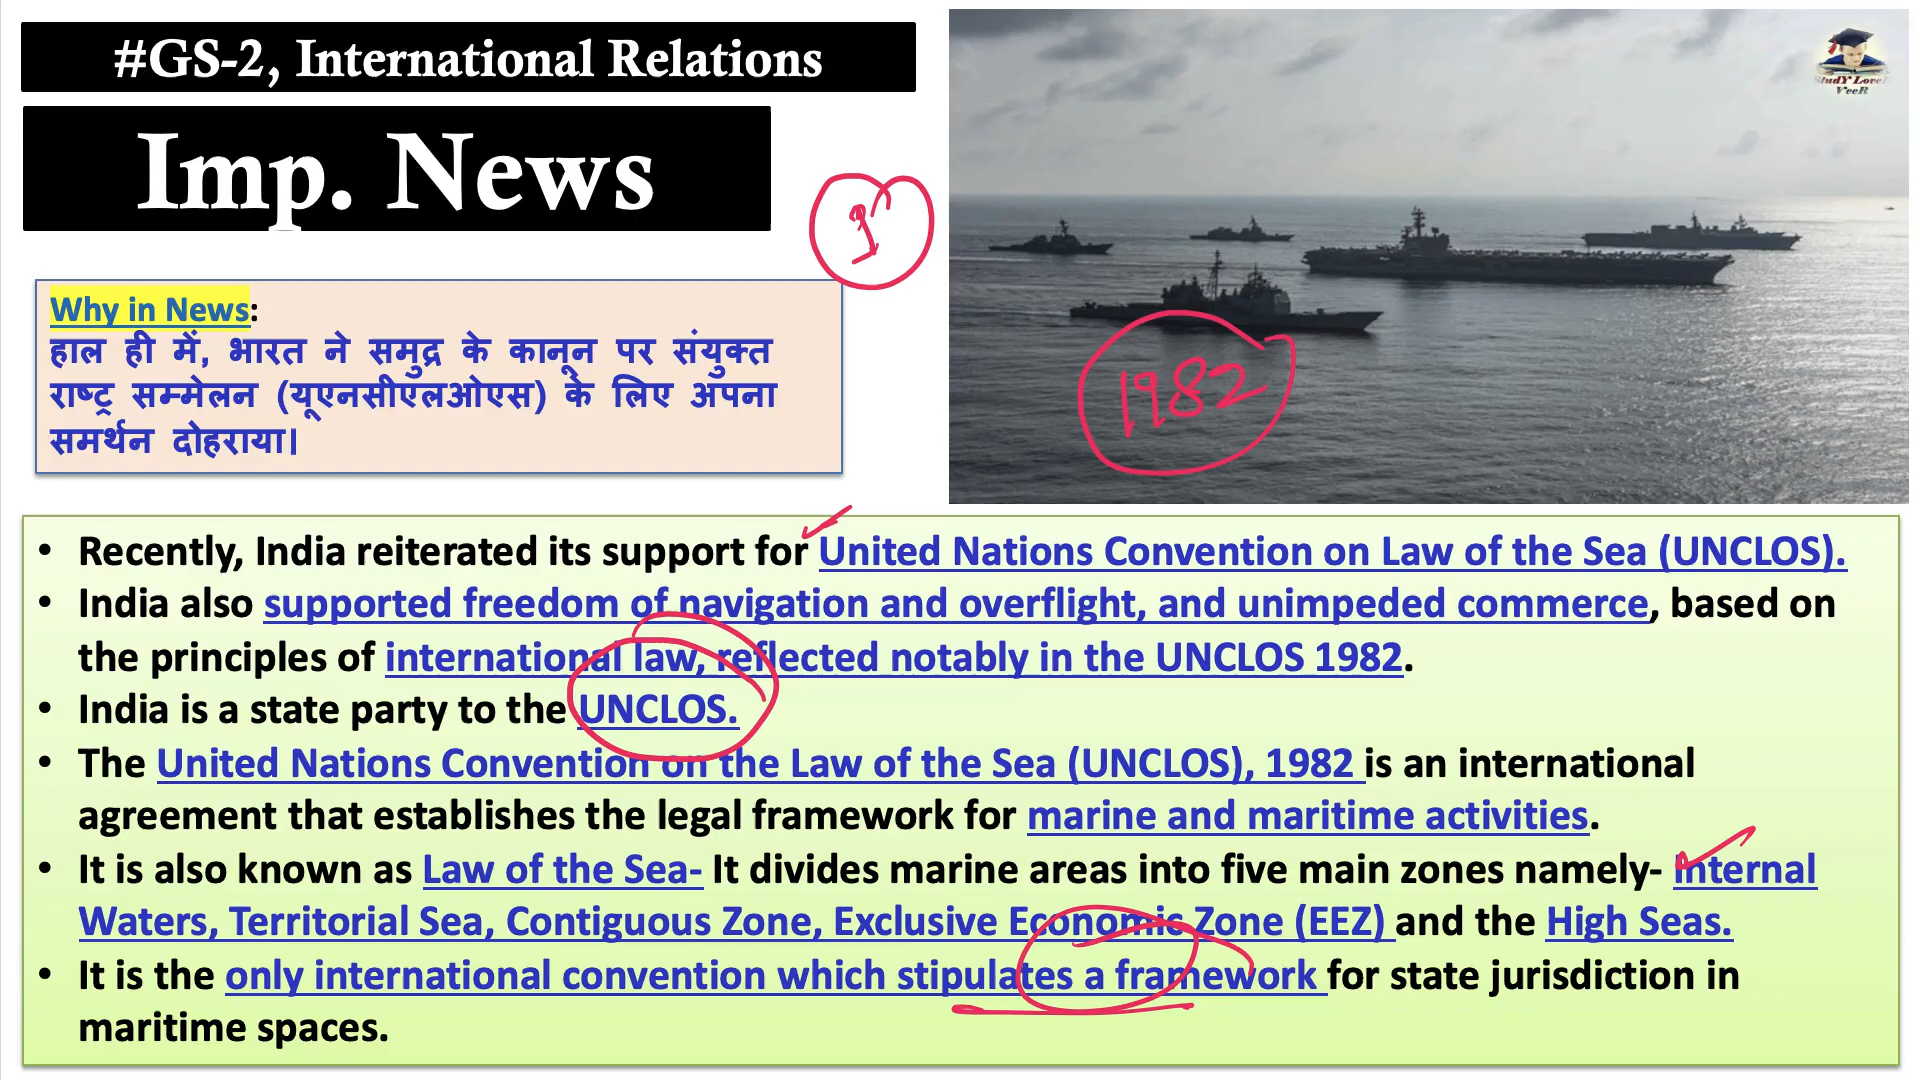 #GS-2, International Relations
Imp. News
Why in News:
हाल ही में, भारत ने समुद्र के कानून पर संयुक्त
राष्ट्र सम्मेलन (यूएनसीएलओएस) के लिए अपना
समर्थन दोहराया।
StudY LoveR
VeeR
1982
• Recently, India reiterated its support for United Nations Convention on Law of the Sea (UNCLOS).
• India also supported freedom of navigation and overflight, and unimpeded commerce, based on
the principles of international law, reflected notably in the UNCLOS 1982.
• India is a state party to the UNCLOS.
• The United Nations Convention on the Law of the Sea (UNCLOS), 1982 is an international
agreement that establishes the legal framework for marine and maritime activities.
• It is also known as Law of the Sea- It divides marine areas into five main zones namely- Internal
Waters, Territorial Sea, Contiguous Zone, Exclusive Economic Zone (EEZ) and the High Seas.
• It is the only international convention which stipulates a framework for state jurisdiction in
maritime spaces.